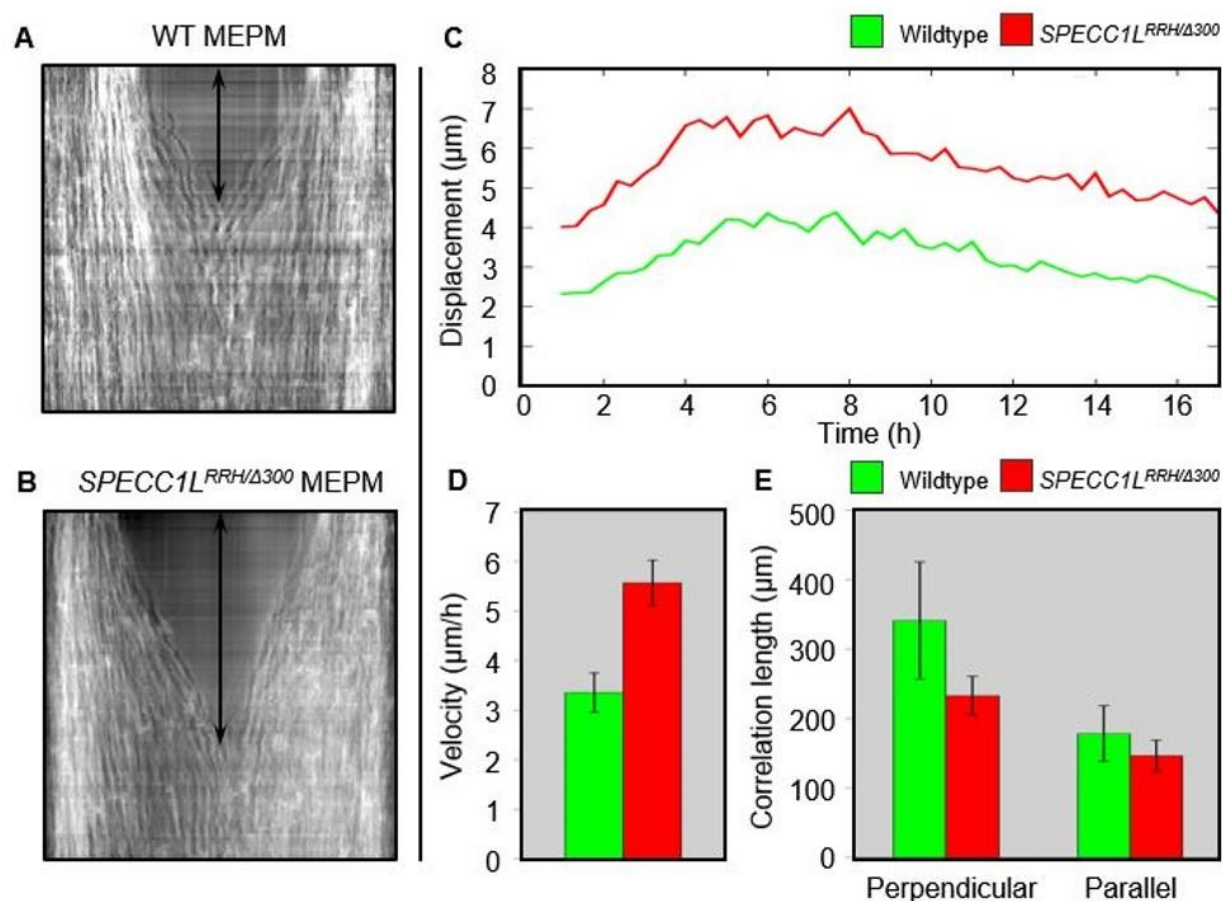 A
WT MEPM
B
SPECC1L^RRH/Δ300 MEPM
C
Wildtype
SPECC1L^RRH/Δ300
Displacement (µm)
8
7
6
5
4
3
2
1
0
0 2 4 6 8 10 12 14 16
Time (h)
D
Velocity (µm/h)
7
6
5
4
3
2
1
0
E
Wildtype
SPECC1L^RRH/Δ300
Correlation length (µm)
500
400
300
200
100
0
Perpendicular Parallel